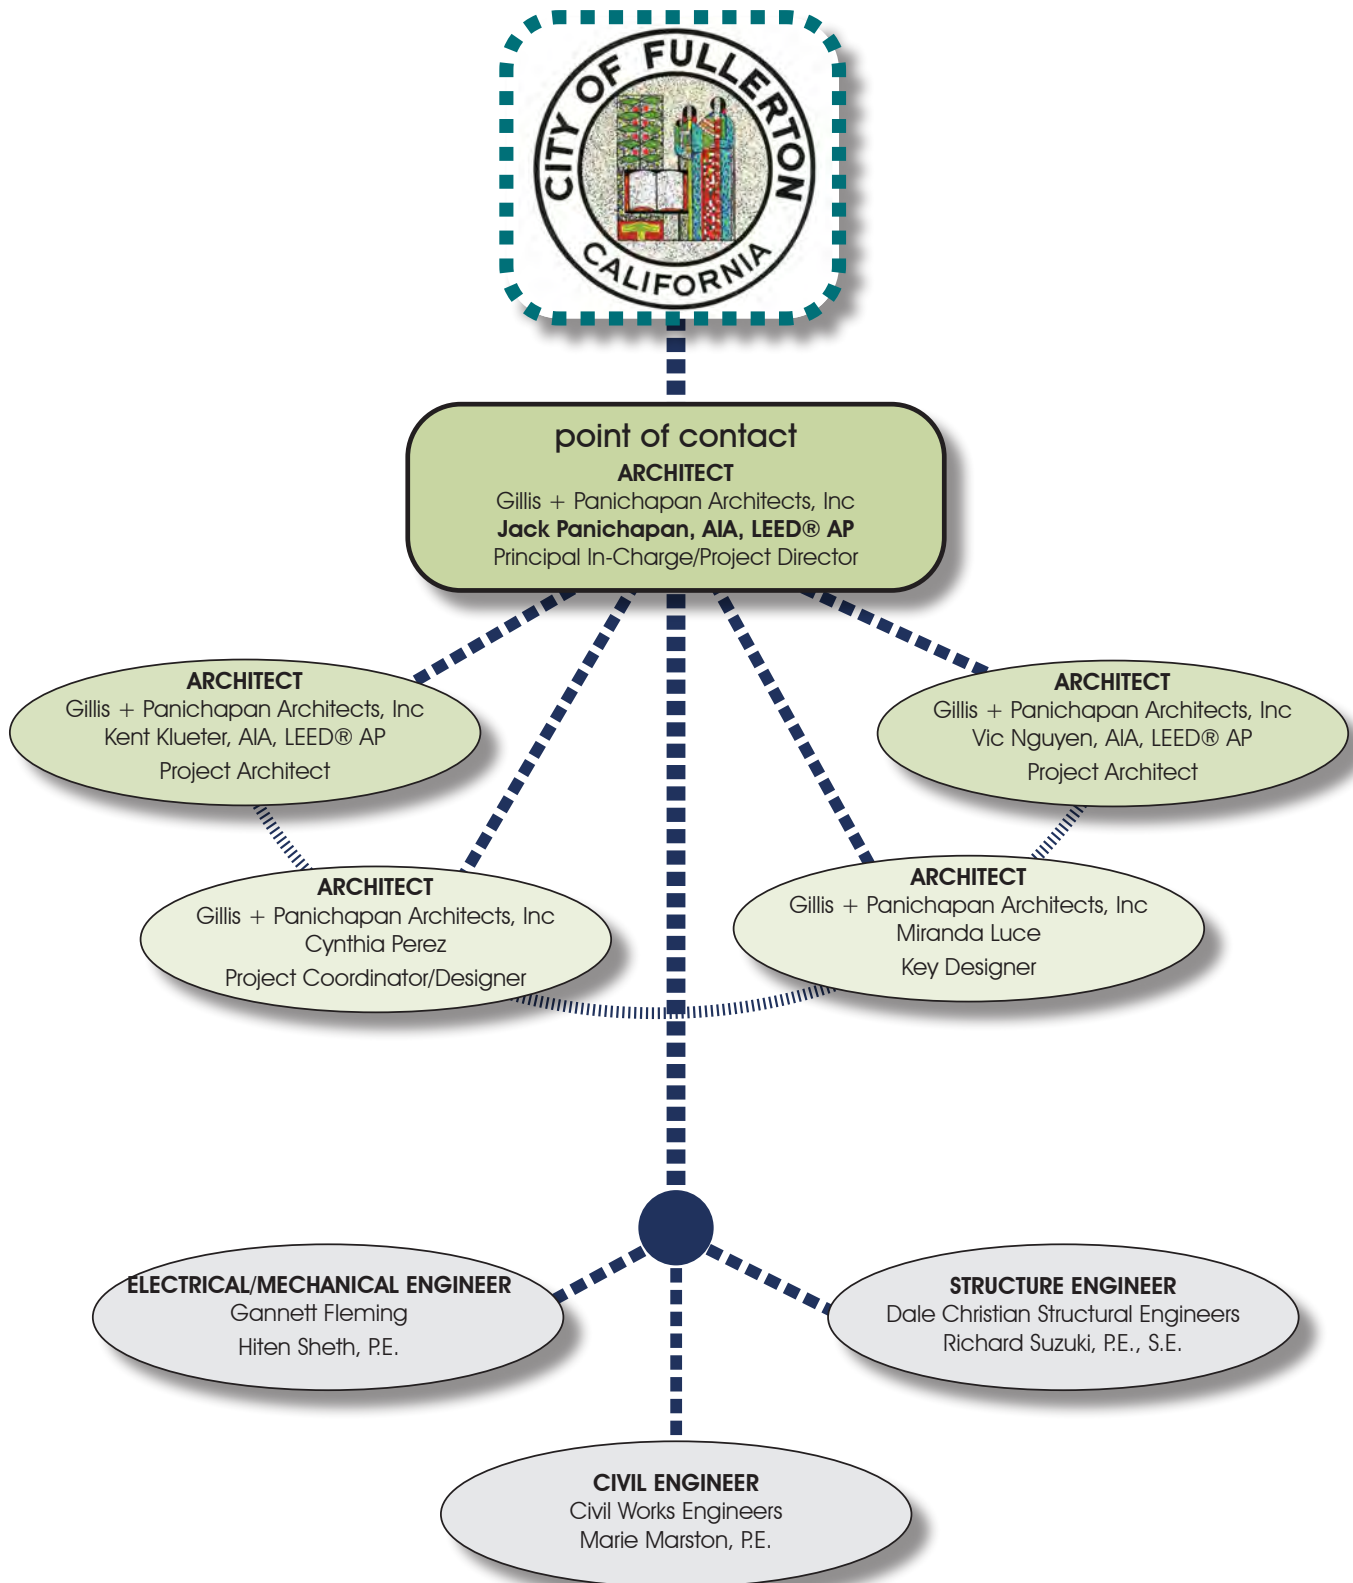 CITY OF FULLERTON
CALIFORNIA
point of contact
ARCHITECT
Gillis + Panichapan Architects, Inc
Jack Panichapan, AIA, LEED® AP
Principal In-Charge/Project Director
ARCHITECT
Gillis + Panichapan Architects, Inc
Kent Klueter, AIA, LEED® AP
Project Architect
ARCHITECT
Gillis + Panichapan Architects, Inc
Vic Nguyen, AIA, LEED® AP
Project Architect
ARCHITECT
Gillis + Panichapan Architects, Inc
Cynthia Perez
Project Coordinator/Designer
ARCHITECT
Gillis + Panichapan Architects, Inc
Miranda Luce
Key Designer
ELECTRICAL/MECHANICAL ENGINEER
Gannett Fleming
Hiten Sheth, P.E.
STRUCTURE ENGINEER
Dale Christian Structural Engineers
Richard Suzuki, P.E., S.E.
CIVIL ENGINEER
Civil Works Engineers
Marie Marston, P.E.